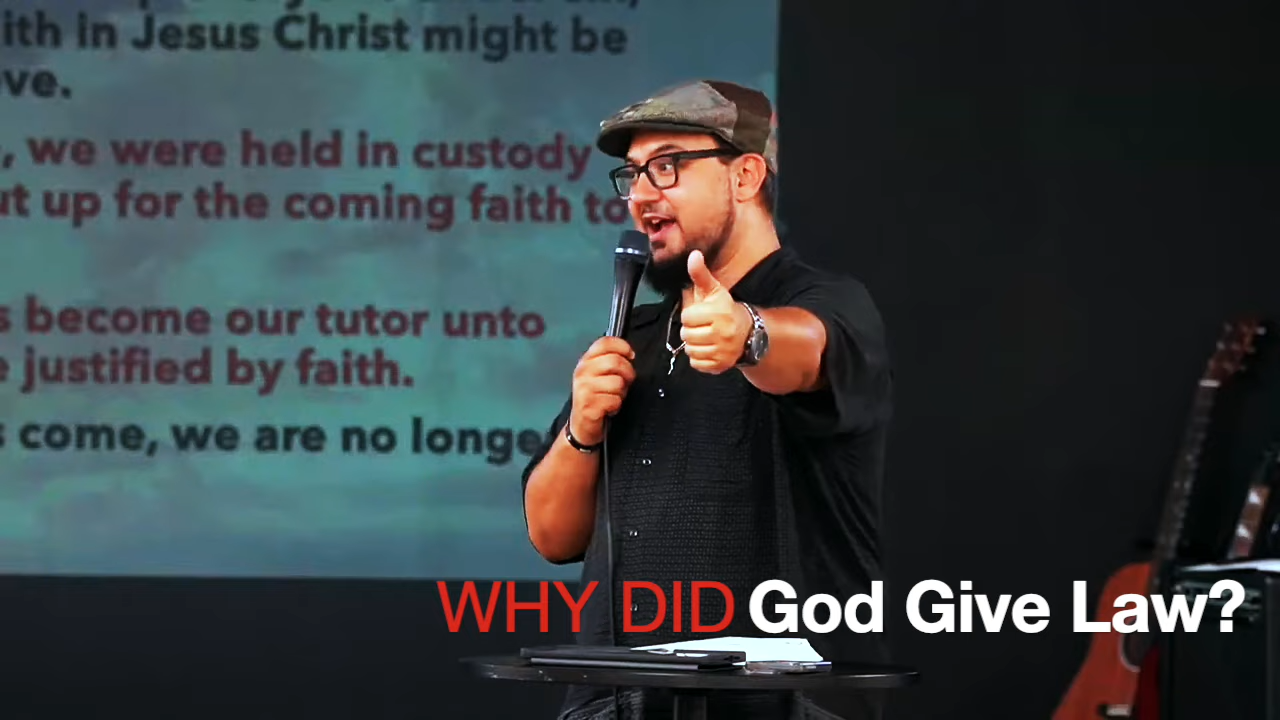 ith in Jesus Christ might be
ve.
, we were held in custody
ut up for the coming faith to
s become our tutor unto
e justified by faith.
s come, we are no longe
WHY DID God Give Law?